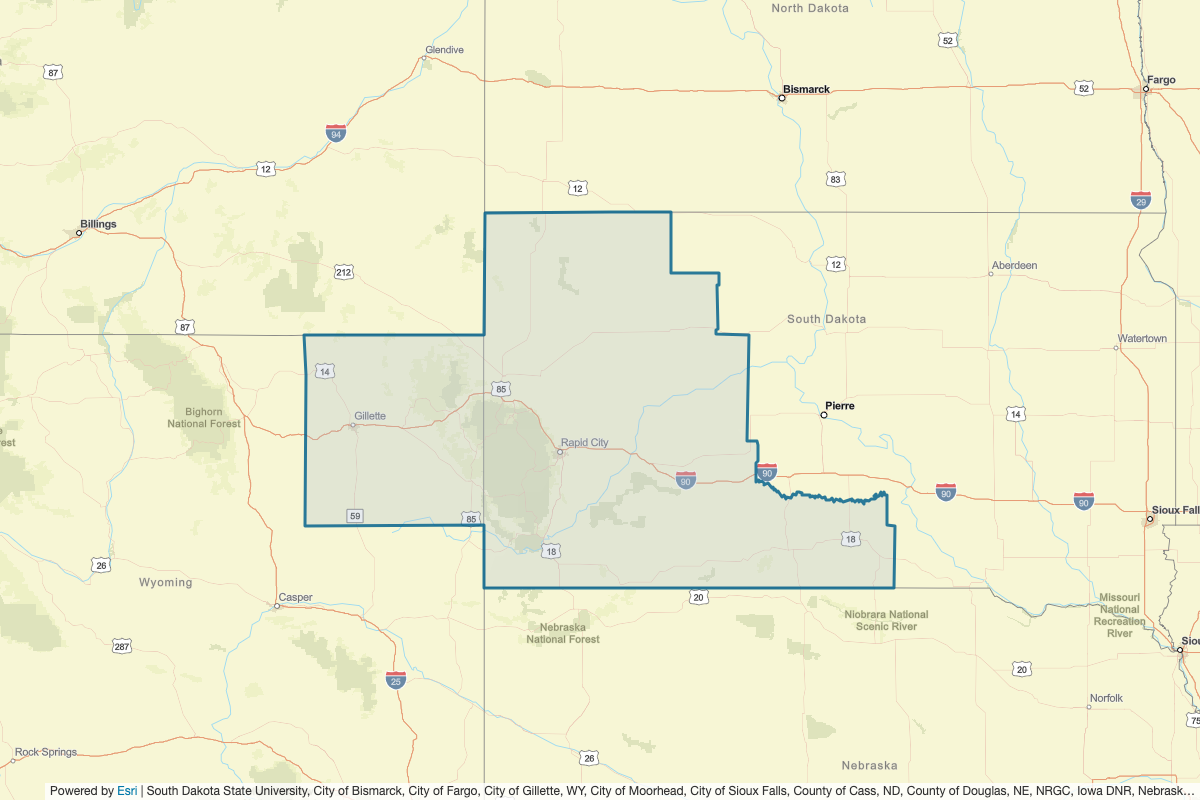 North Dakota
52
Glendive
87
Fargo
52
Bismarck
94
12
83
12
29
Billings
12
Aberdeen
212
South Dakota
87
Watertown
14
85
Pierre
Bighorn
National Forest
Gillette
14
Rapid City
90
90
90
90
59
85
Sioux Fall
18
18
26
Wyoming
20
Casper
Missouri
National
Recreation
River
Niobrara National
Scenic River
Nebraska
National Forest
287
Siou
20
25
Norfolk
75
Rock Springs
26
Nebraska
Powered by Esri | South Dakota State University, City of Bismarck, City of Fargo, City of Gillette, WY, City of Moorhead, City of Sioux Falls, County of Cass, ND, County of Douglas, NE, NRGC, Iowa DNR, Nebrask…